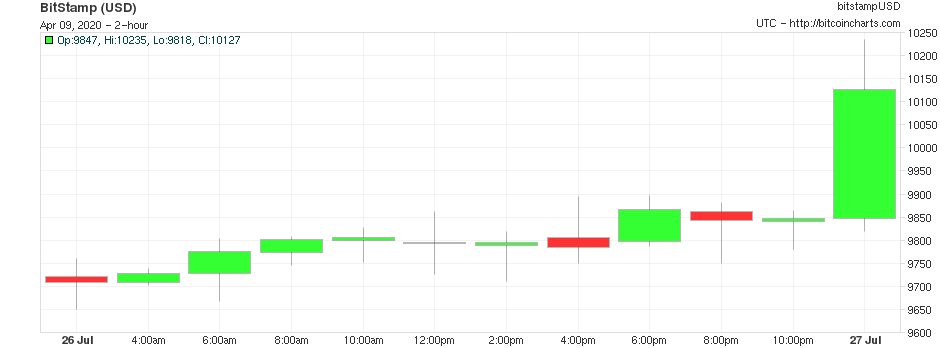 BitStamp (USD)
bitstampUSD
Apr 09, 2020 - 2-hour
UTC - http://bitcoincharts.com
Op:9847, Hi:10235, Lo:9818, Cl:10127
10250
10200
10150
10100
10050
10000
9950
9900
9850
9800
9750
9700
9650
9600
26 Jul 4:00am 6:00am 8:00am 10:00am 12:00pm 2:00pm 4:00pm 6:00pm 8:00pm 10:00pm 27 Jul